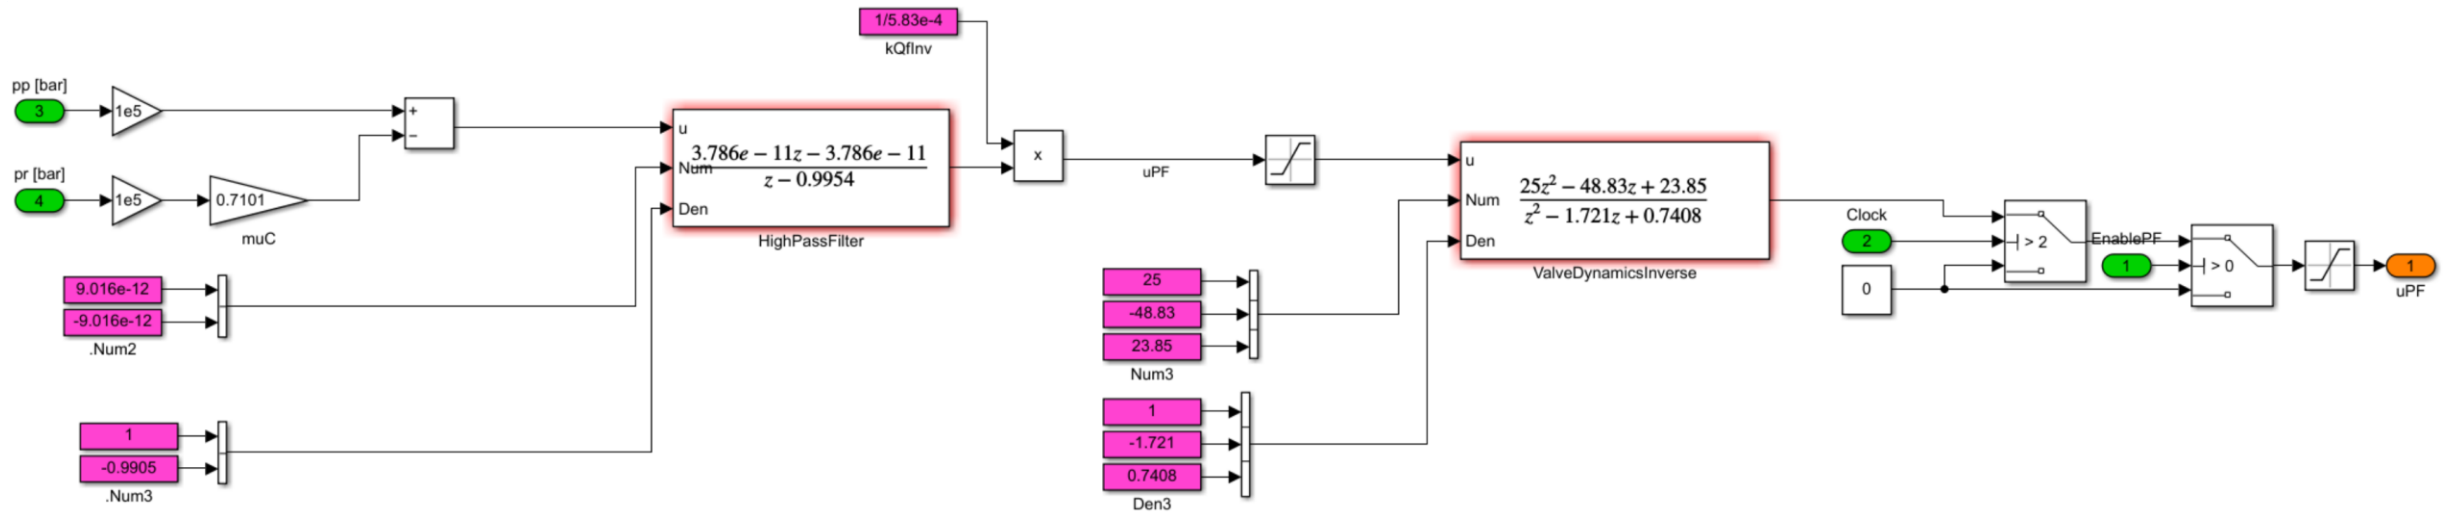 1/5.83e-4
kQfInv
pp [bar]
3
1e5
+
−
pr [bar]
4
1e5
0.7101
muC
u
Num
Den
3.786e − 11z − 3.786e − 11
z − 0.9954
HighPassFilter
x
uPF
u
Num
Den
25z² − 48.83z + 23.85
z² − 1.721z + 0.7408
ValveDynamicsInverse
Clock
2
> 2
0
EnablePF
1
> 0
1
uPF
9.016e-12
-9.016e-12
.Num2
1
-0.9905
.Num3
25
-48.83
23.85
Num3
1
-1.721
0.7408
Den3